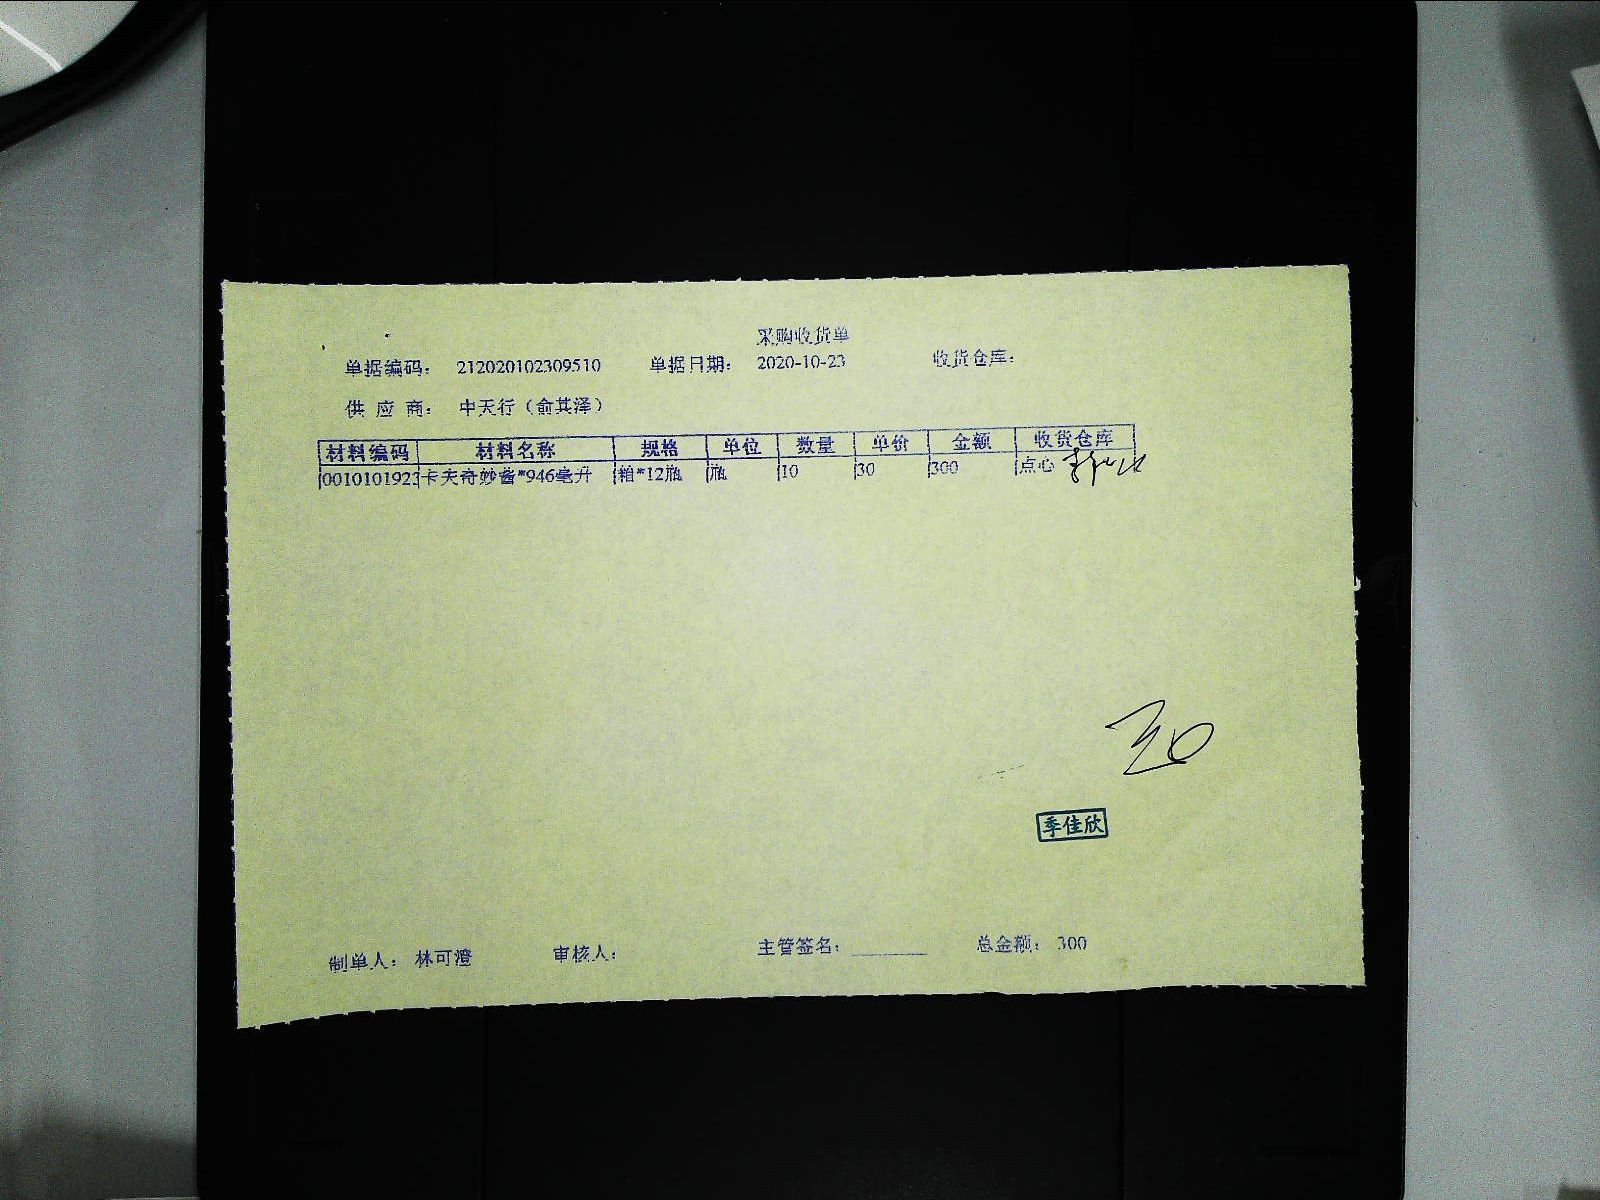 采购收货单
单据编码: 212020102309510 单据日期: 2020-10-23 收货仓库:
供 应 商: 中天行（俞其泽）
材料编码 材料名称 规格 单位 数量 单价 金额 收货仓库
0010101923 卡夫奇妙酱*946毫升 箱*12瓶 瓶 10 30 300 点心
季佳欣
制单人: 林可澄 审核人: 主管签名: ________ 总金额: 300